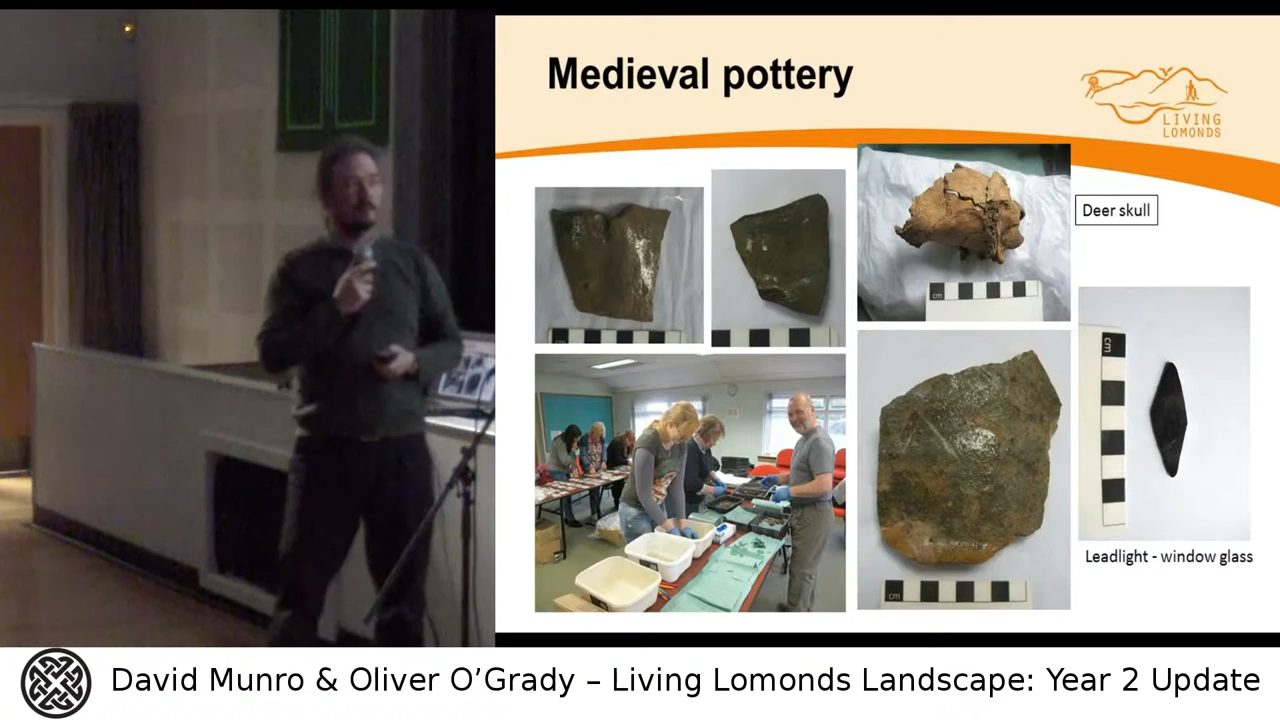 Medieval pottery
LIVING
LOMONDS
Deer skull
cm
cm
cm
Leadlight - window glass
David Munro & Oliver O’Grady – Living Lomonds Landscape: Year 2 Update